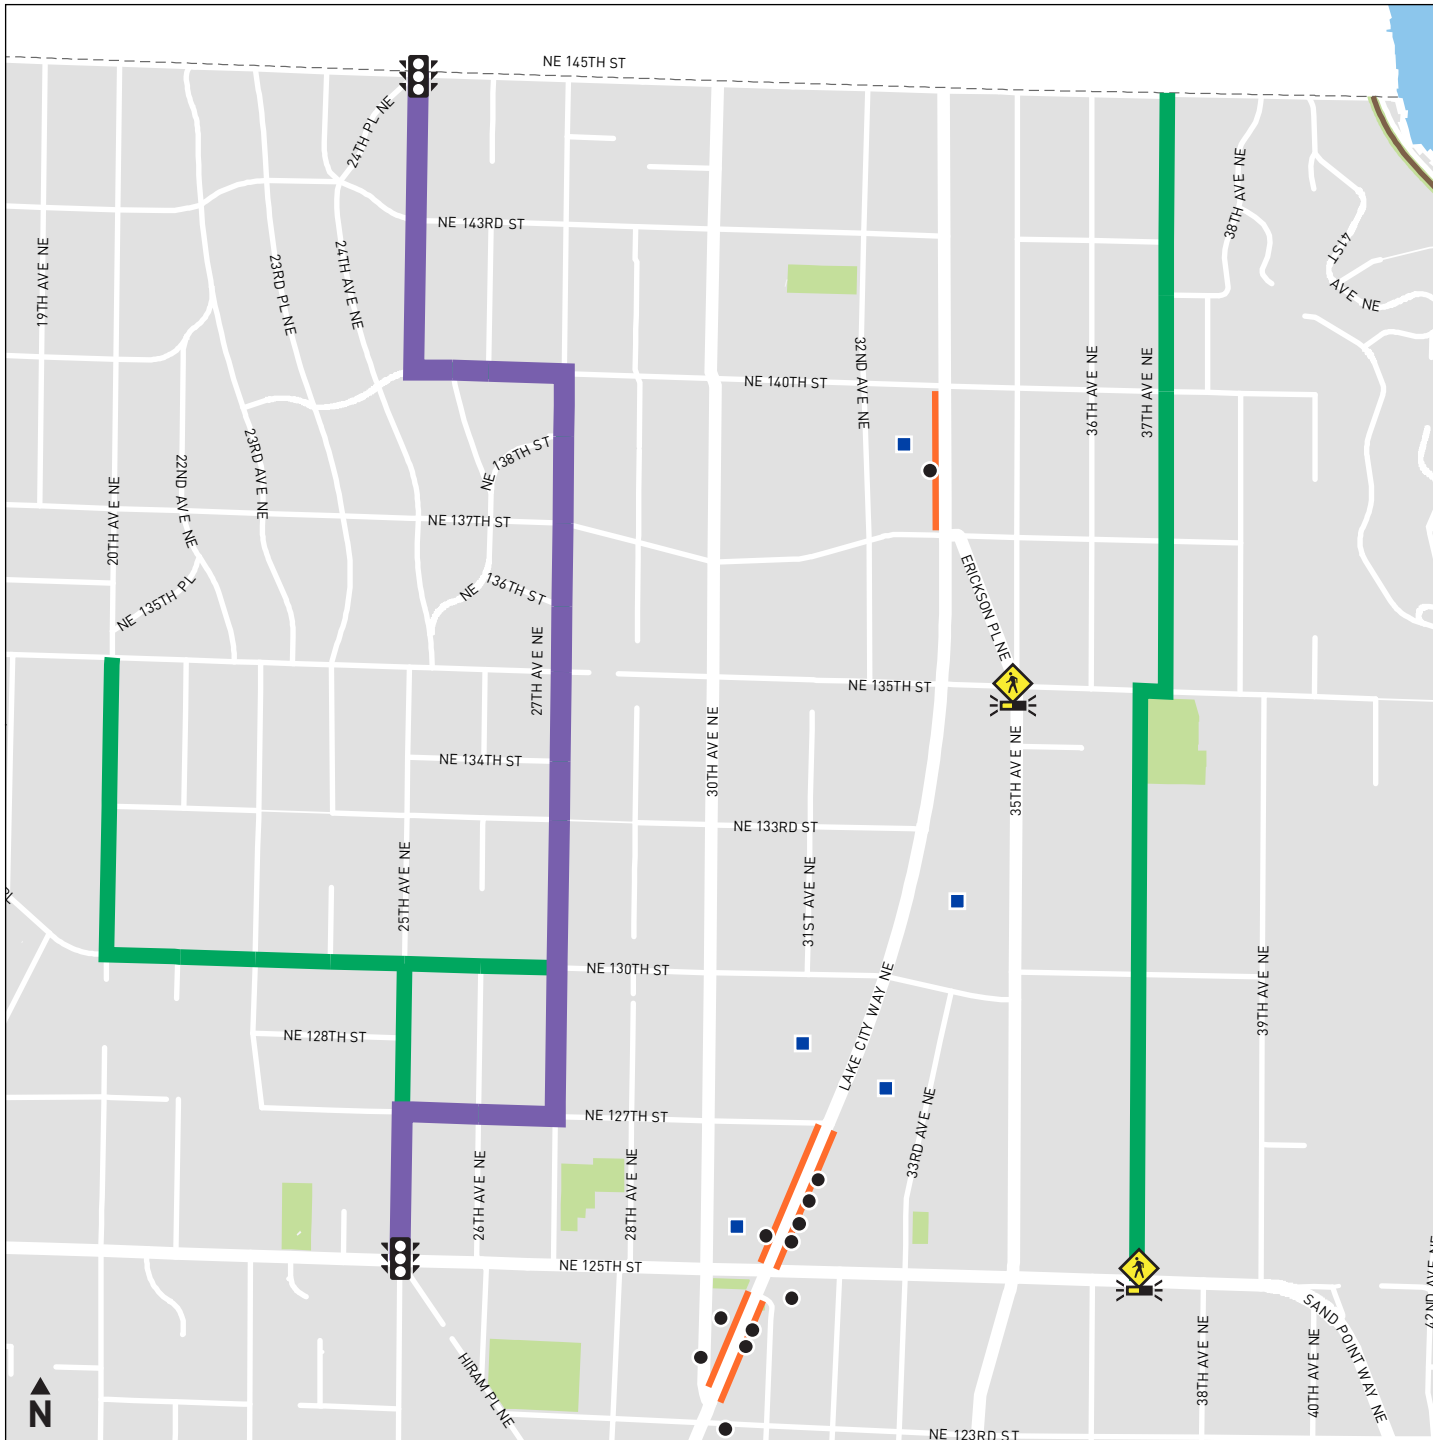 NE 145TH ST
24TH PL NE
NE 143RD ST
38TH AVE NE
41ST
AVE NE
19TH AVE NE
23RD PL NE
24TH AVE NE
32ND AVE NE
NE 140TH ST
36TH AVE NE
37TH AVE NE
23RD AVE NE
22ND AVE NE
20TH AVE NE
NE 138TH ST
NE 137TH ST
NE 136TH ST
NE 135TH PL
ERICKSON PL NE
27TH AVE NE
NE 135TH ST
30TH AVE NE
35TH AVE NE
NE 134TH ST
NE 133RD ST
25TH AVE NE
31ST AVE NE
PL
NE 130TH ST
39TH AVE NE
LAKE CITY WAY NE
NE 128TH ST
33RD AVE NE
NE 127TH ST
26TH AVE NE
28TH AVE NE
NE 125TH ST
42ND AVE NE
SAND POINT WAY NE
38TH AVE NE
40TH AVE NE
HIRAM PL NE
NE 123RD ST
N